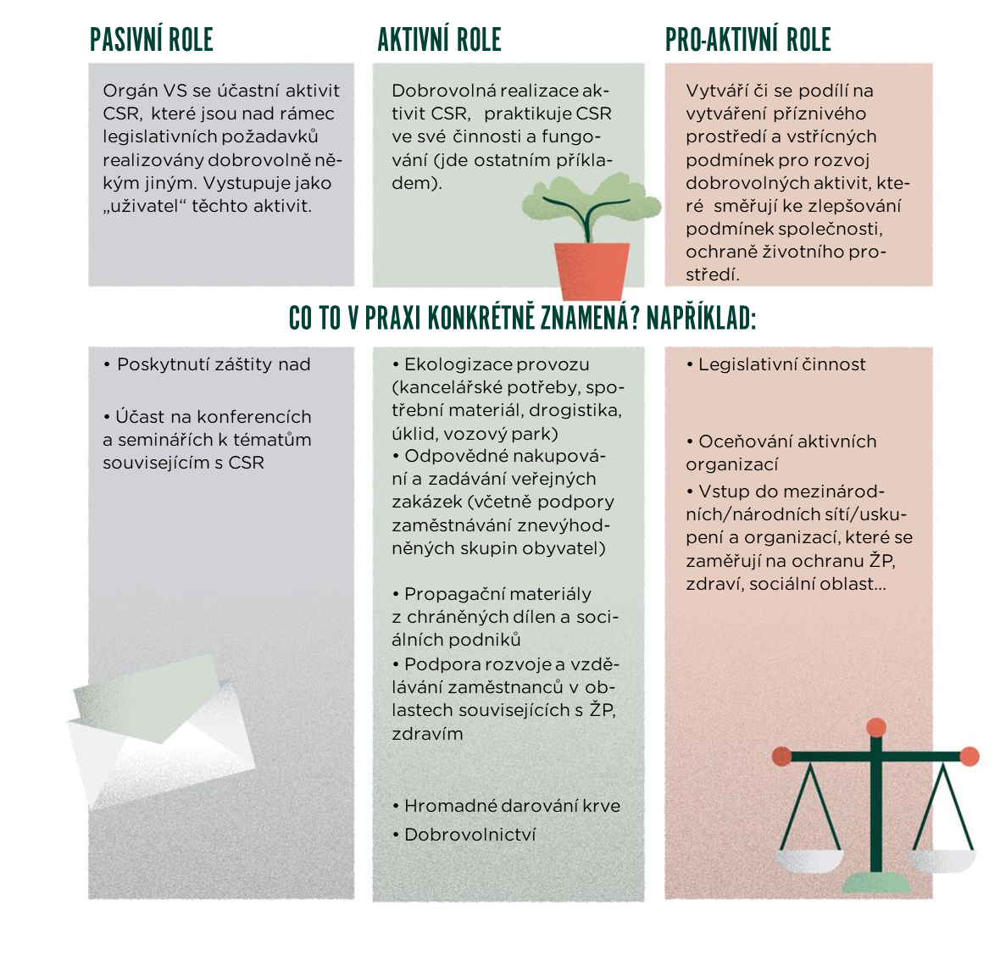 PASIVNÍ ROLE
Orgán VS se účastní aktivit
CSR, které jsou nad rámec
legislativních požadavků
realizovány dobrovolně ně-
kým jiným. Vystupuje jako
„uživatel“ těchto aktivit.
AKTIVNÍ ROLE
Dobrovolná realizace ak-
tivit CSR, praktikuje CSR
ve své činnosti a fungo-
vání (jde ostatním příkla-
dem).
PRO-AKTIVNÍ ROLE
Vytváří či se podílí na
vytváření příznivého
prostředí a vstřícných
podmínek pro rozvoj
dobrovolných aktivit, kte-
ré směřují ke zlepšování
podmínek společnosti,
ochraně životního pro-
středí.
CO TO V PRAXI KONKRÉTNĚ ZNAMENÁ? NAPŘÍKLAD:
• Poskytnutí záštity nad
• Účast na konferencích
a seminářích k tématům
souvisejícím s CSR
• Ekologizace provozu
(kancelářské potřeby, spo-
třební materiál, drogistika,
úklid, vozový park)
• Odpovědné nakupová-
ní a zadávání veřejných
zakázek (včetně podpory
zaměstnávání znevýhod-
něných skupin obyvatel)
• Propagační materiály
z chráněných dílen a soci-
álních podniků
• Podpora rozvoje a vzdě-
lávání zaměstnanců v ob-
lastech souvisejících s ŽP,
zdravím
• Hromadné darování krve
• Dobrovolnictví
• Legislativní činnost
• Oceňování aktivních
organizací
• Vstup do mezinárod-
ních/národních sítí/usku-
pení a organizací, které se
zaměřují na ochranu ŽP,
zdraví, sociální oblast...